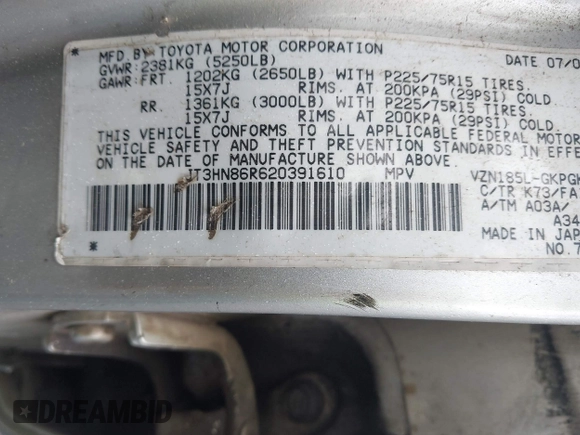 MFD.BY TOYOTA MOTOR CORPORATION DATE 07/0
GVWR:2381KG (5250LB)
GAWR:FRT. 1202KG (2650LB) WITH P225/75R15 TIRES.
15X7J RIMS. AT 200KPA (29PSI) COLD.
RR. 1361KG (3000LB) WITH P225/75R15 TIRES.
15X7J RIMS. AT 200KPA (29PSI) COLD.
THIS VEHICLE CONFORMS TO ALL APPLICABLE FEDERAL MOTOR
VEHICLE SAFETY AND THEFT PREVENTION STANDARDS IN EFFE
ON THE DATE OF MANUFACTURE SHOWN ABOVE.
JT3HN86R620391610 MPV VZN185L-GKPGK
C/TR K73/FA
A/TM A03A/
A34
* * MADE IN JAP
NO.7
DREAMBID